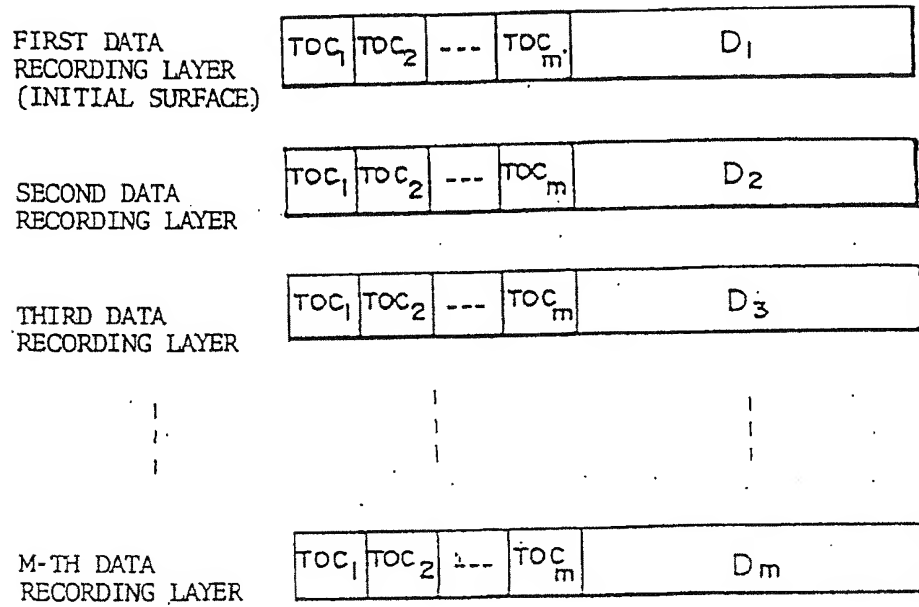 FIRST DATA
RECORDING LAYER
(INITIAL SURFACE)
TOC₁ TOC₂ --- TOCm D₁
SECOND DATA
RECORDING LAYER
TOC₁ TOC₂ --- TOCm D₂
THIRD DATA
RECORDING LAYER
TOC₁ TOC₂ --- TOCm D₃
M-TH DATA
RECORDING LAYER
TOC₁ TOC₂ --- TOCm Dm